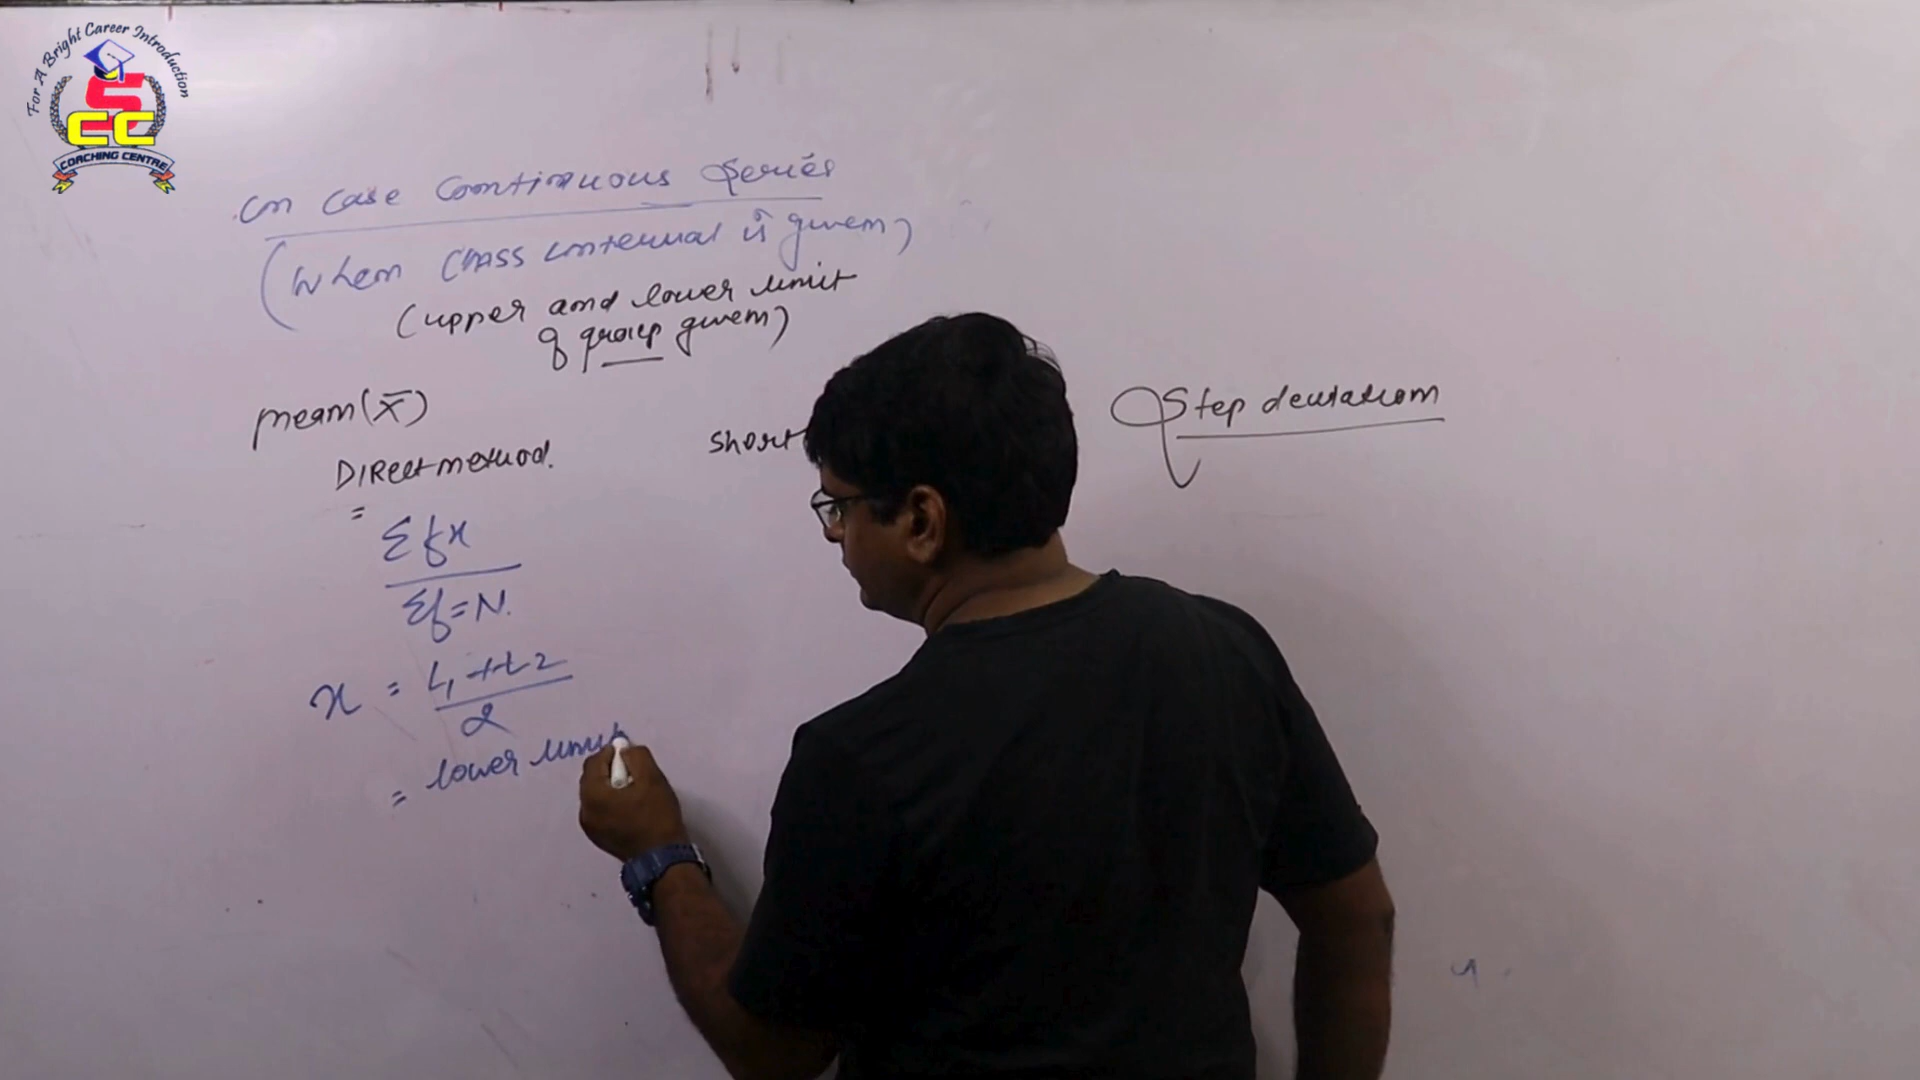 For A Bright Career Introduction
SCC
COACHING CENTRE
In case Continuous Series
(When Class interval is given)
(upper and lower limit
of group given)
mean (x̄)
Direct method.
short
Step deviation
=
Σfx
Σf=N.
x = L₁+L₂
2
= lower limit